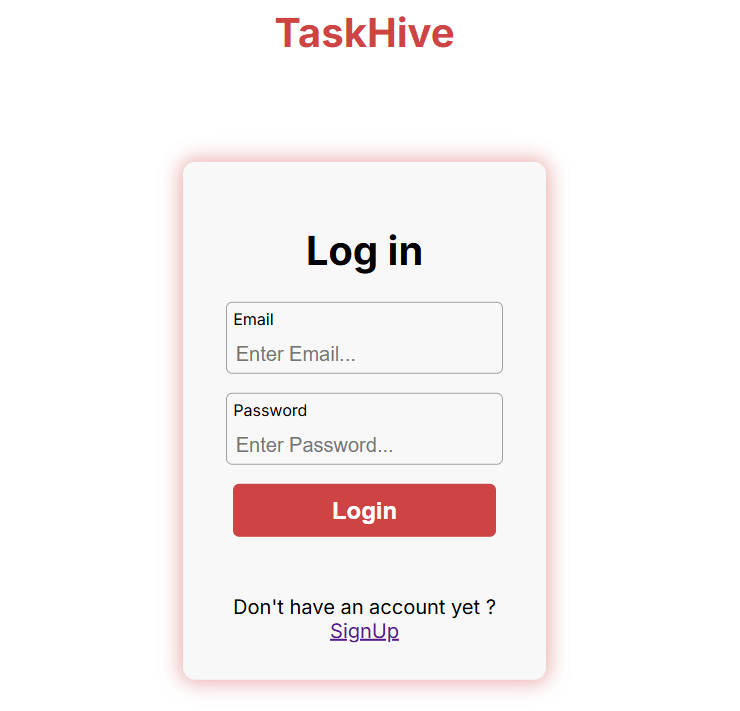 TaskHive
Log in
Email
Enter Email...
Password
Enter Password...
Login
Don't have an account yet ?
SignUp